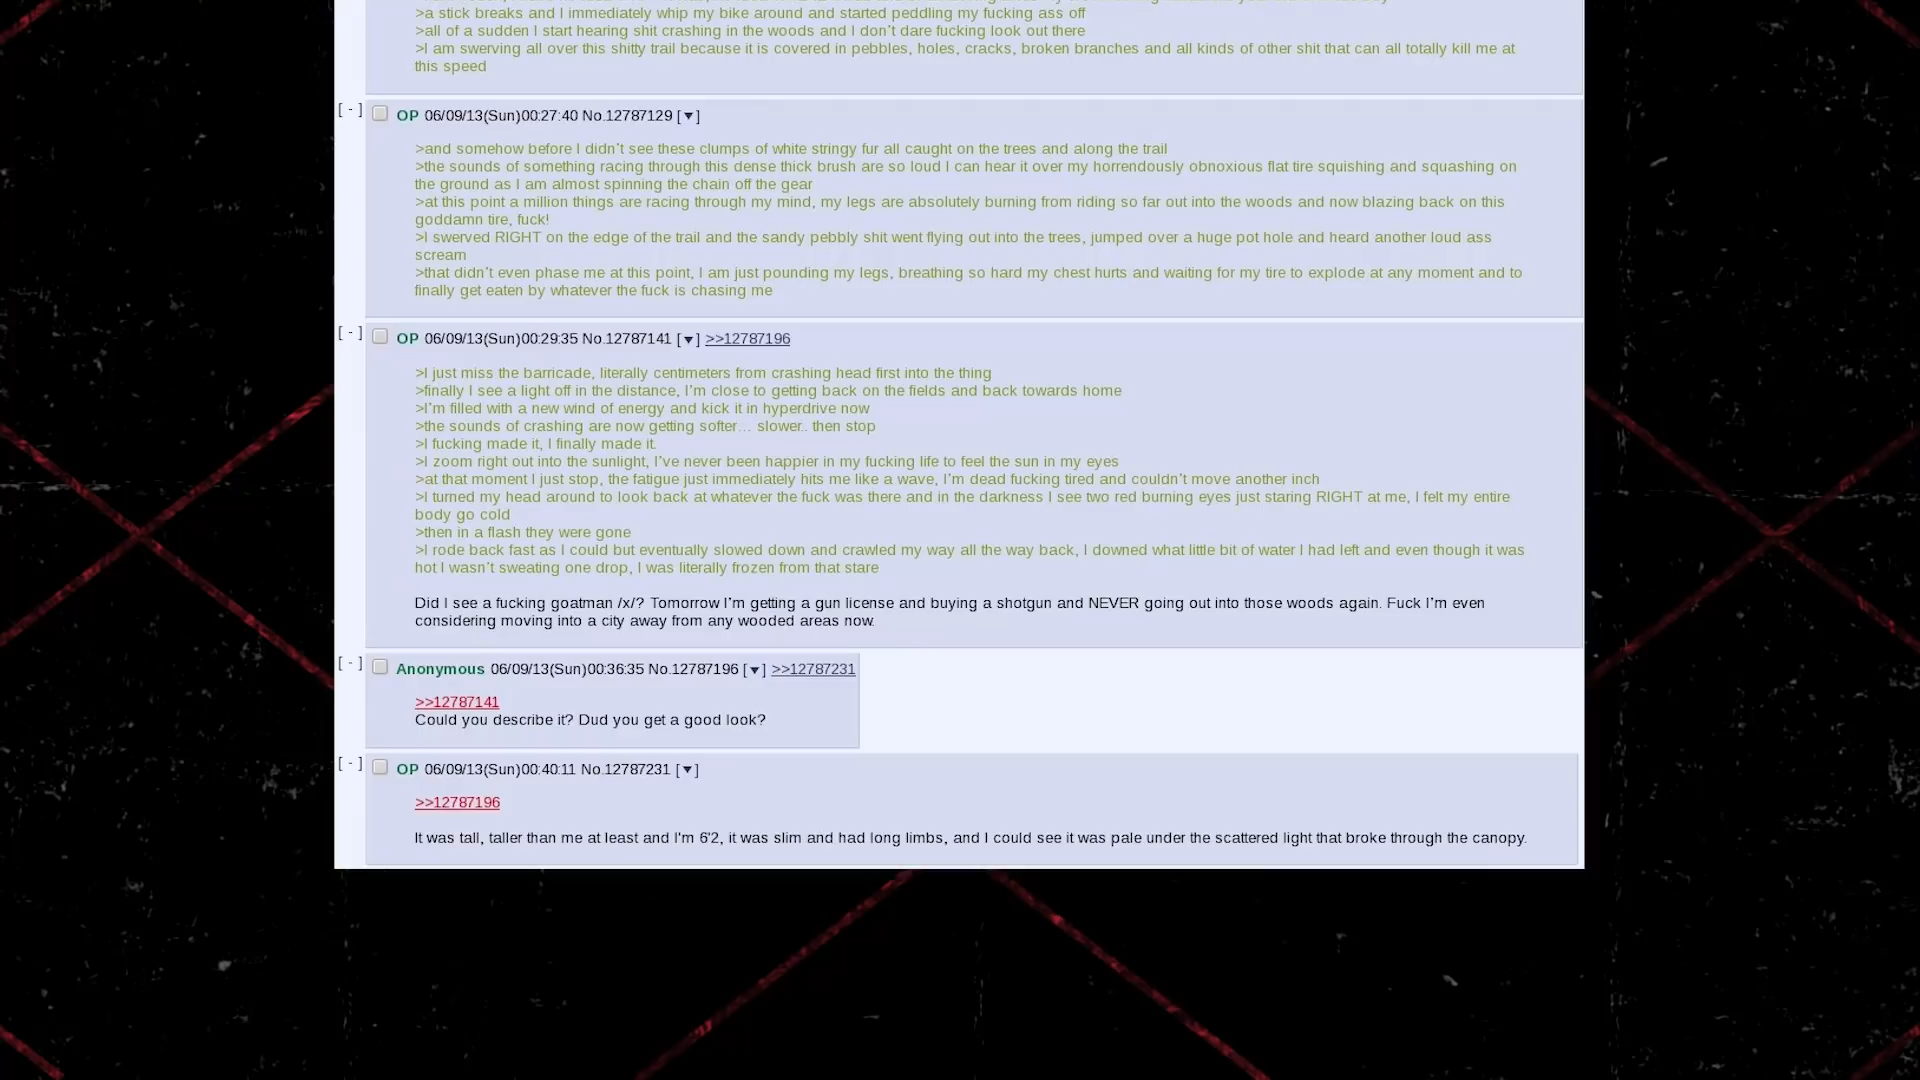 >a stick breaks and I immediately whip my bike around and started peddling my fucking ass off
>all of a sudden I start hearing shit crashing in the woods and I don't dare fucking look out there
>I am swerving all over this shitty trail because it is covered in pebbles, holes, cracks, broken branches and all kinds of other shit that can all totally kill me at
this speed
[ - ] OP 06/09/13(Sun)00:27:40 No.12787129 [▼]
>and somehow before I didn't see these clumps of white stringy fur all caught on the trees and along the trail
>the sounds of something racing through this dense thick brush are so loud I can hear it over my horrendously obnoxious flat tire squishing and squashing on
the ground as I am almost spinning the chain off the gear
>at this point a million things are racing through my mind, my legs are absolutely burning from riding so far out into the woods and now blazing back on this
goddamn tire, fuck!
>I swerved RIGHT on the edge of the trail and the sandy pebbly shit went flying out into the trees, jumped over a huge pot hole and heard another loud ass
scream
>that didn't even phase me at this point, I am just pounding my legs, breathing so hard my chest hurts and waiting for my tire to explode at any moment and to
finally get eaten by whatever the fuck is chasing me
[ - ] OP 06/09/13(Sun)00:29:35 No.12787141 [▼] >>12787196
>I just miss the barricade, literally centimeters from crashing head first into the thing
>finally I see a light off in the distance, I'm close to getting back on the fields and back towards home
>I'm filled with a new wind of energy and kick it in hyperdrive now
>the sounds of crashing are now getting softer... slower.. then stop
>I fucking made it, I finally made it.
>I zoom right out into the sunlight, I've never been happier in my fucking life to feel the sun in my eyes
>at that moment I just stop, the fatigue just immediately hits me like a wave, I'm dead fucking tired and couldn't move another inch
>I turned my head around to look back at whatever the fuck was there and in the darkness I see two red burning eyes just staring RIGHT at me, I felt my entire
body go cold
>then in a flash they were gone
>I rode back fast as I could but eventually slowed down and crawled my way all the way back, I downed what little bit of water I had left and even though it was
hot I wasn't sweating one drop, I was literally frozen from that stare
Did I see a fucking goatman /x/? Tomorrow I'm getting a gun license and buying a shotgun and NEVER going out into those woods again. Fuck I'm even
considering moving into a city away from any wooded areas now.
[ - ] Anonymous 06/09/13(Sun)00:36:35 No.12787196 [▼] >>12787231
>>12787141
Could you describe it? Dud you get a good look?
[ - ] OP 06/09/13(Sun)00:40:11 No.12787231 [▼]
>>12787196
It was tall, taller than me at least and I'm 6'2, it was slim and had long limbs, and I could see it was pale under the scattered light that broke through the canopy.